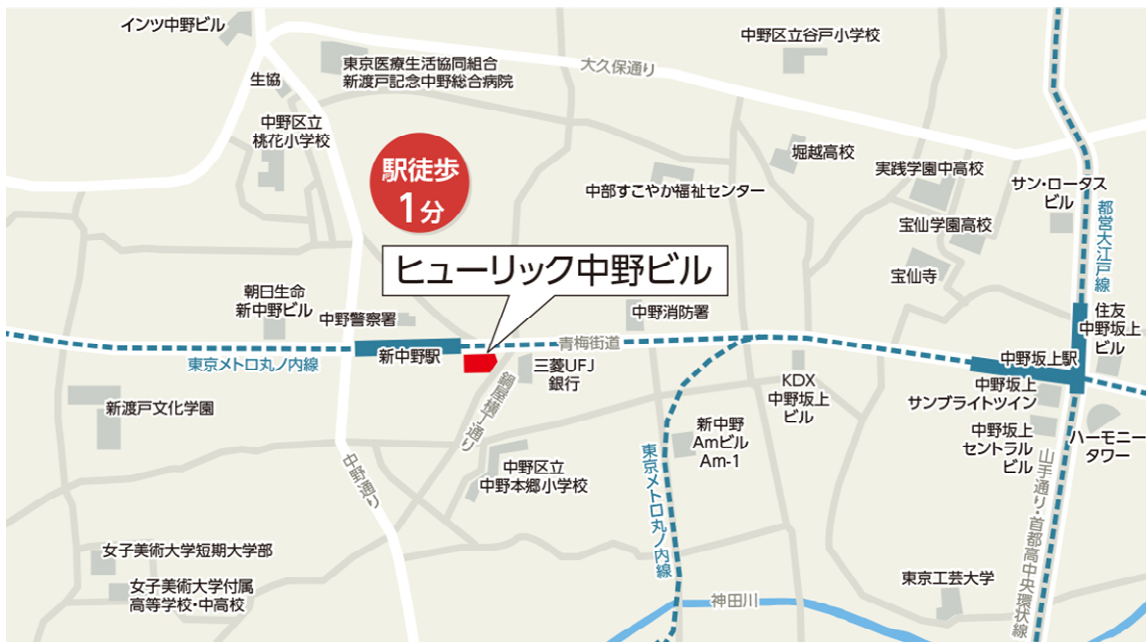 インツ中野ビル
東京医療生活協同組合
新渡戸記念中野総合病院
大久保通り
中野区立谷戸小学校
生協
中野区立
桃花小学校
駅徒歩
1分
堀越高校
中部すこやか福祉センター
実践学園中高校
サン・ロータス
ビル
宝仙学園高校
宝仙寺
都営大江戸線
ヒューリック中野ビル
朝日生命
新中野ビル
中野警察署
中野消防署
住友
中野坂上
ビル
東京メトロ丸ノ内線
新中野駅
青梅街道
中野坂上駅
三菱UFJ
銀行
鍋屋横丁通り
KDX
中野坂上
ビル
中野坂上
サンブライトツイン
新渡戸文化学園
新中野
Amビル
Am-1
中野坂上
セントラル
ビル
ハーモニー
タワー
中野通り
中野区立
中野本郷小学校
東京メトロ丸ノ内線
山手通り・首都高中央環状線
女子美術大学短期大学部
女子美術大学付属
高等学校・中高校
神田川
東京工芸大学